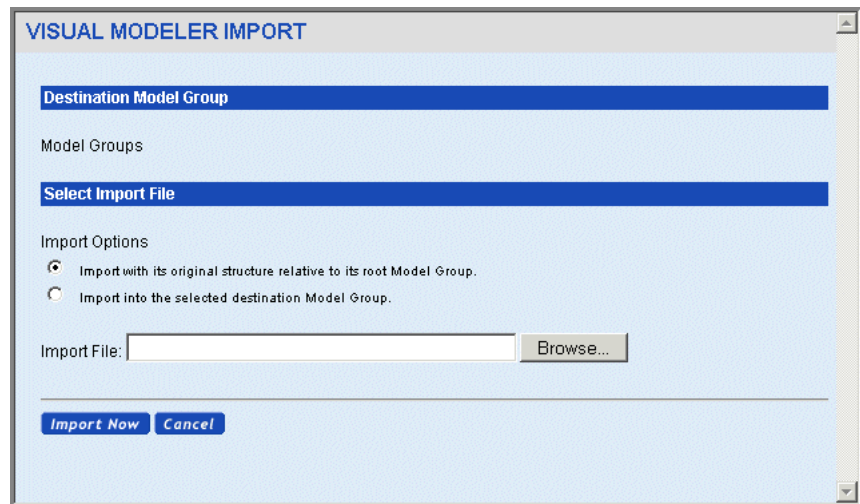 VISUAL MODELER IMPORT
Destination Model Group
Model Groups
Select Import File
Import Options
Import with its original structure relative to its root Model Group.
Import into the selected destination Model Group.
Import File: Browse...
Import Now Cancel